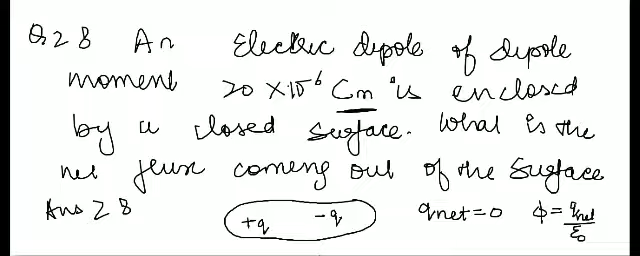 Q28 An Electric dipole of dipole
moment 20 × 10⁻⁶ Cm is enclosed
by a closed surface. What is the
net flux coming out of the surface
Ans 28 +q -q qnet = 0 ϕ = qnet/ε₀